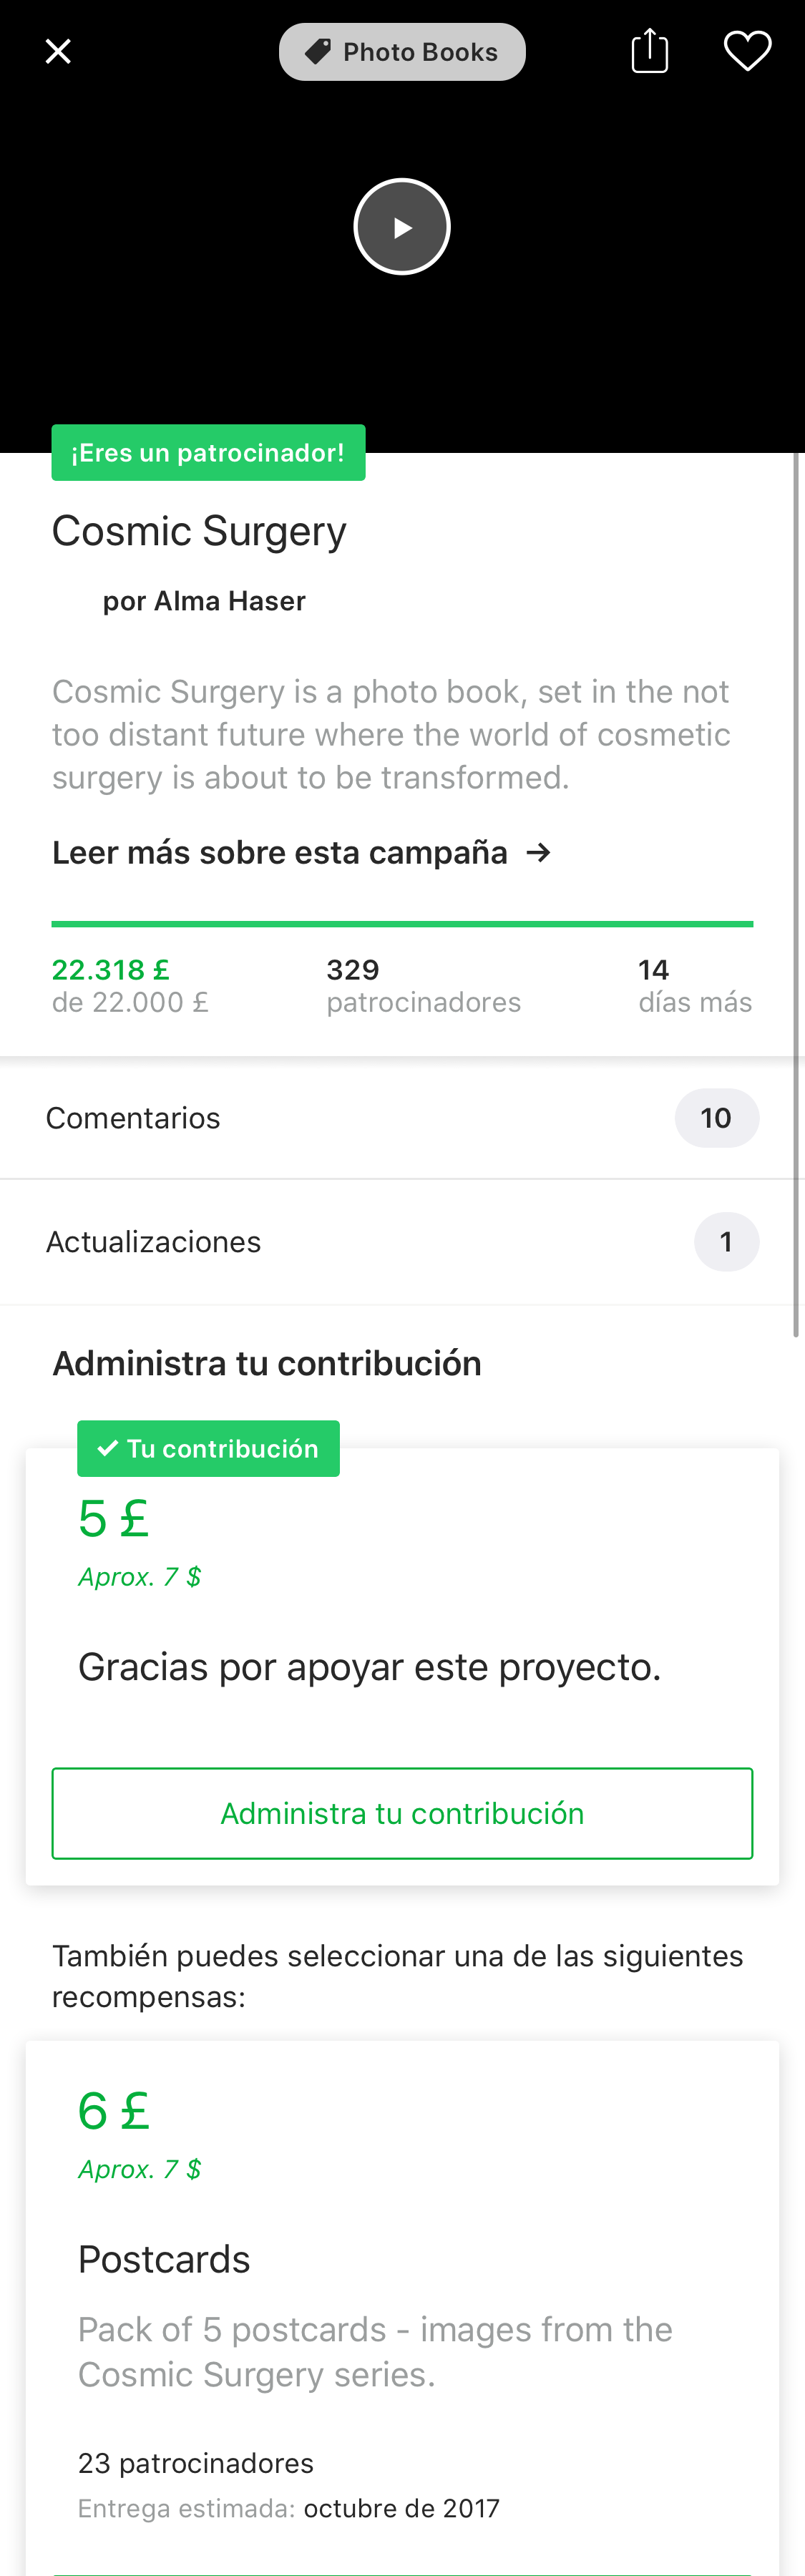 Photo Books
¡Eres un patrocinador!
Cosmic Surgery
por Alma Haser
Cosmic Surgery is a photo book, set in the not
too distant future where the world of cosmetic
surgery is about to be transformed.
Leer más sobre esta campaña →
22.318 £
de 22.000 £
329
patrocinadores
14
días más
Comentarios
10
Actualizaciones
1
Administra tu contribución
✓ Tu contribución
5 £
Aprox. 7 $
Gracias por apoyar este proyecto.
Administra tu contribución
También puedes seleccionar una de las siguientes
recompensas:
6 £
Aprox. 7 $
Postcards
Pack of 5 postcards - images from the
Cosmic Surgery series.
23 patrocinadores
Entrega estimada: octubre de 2017